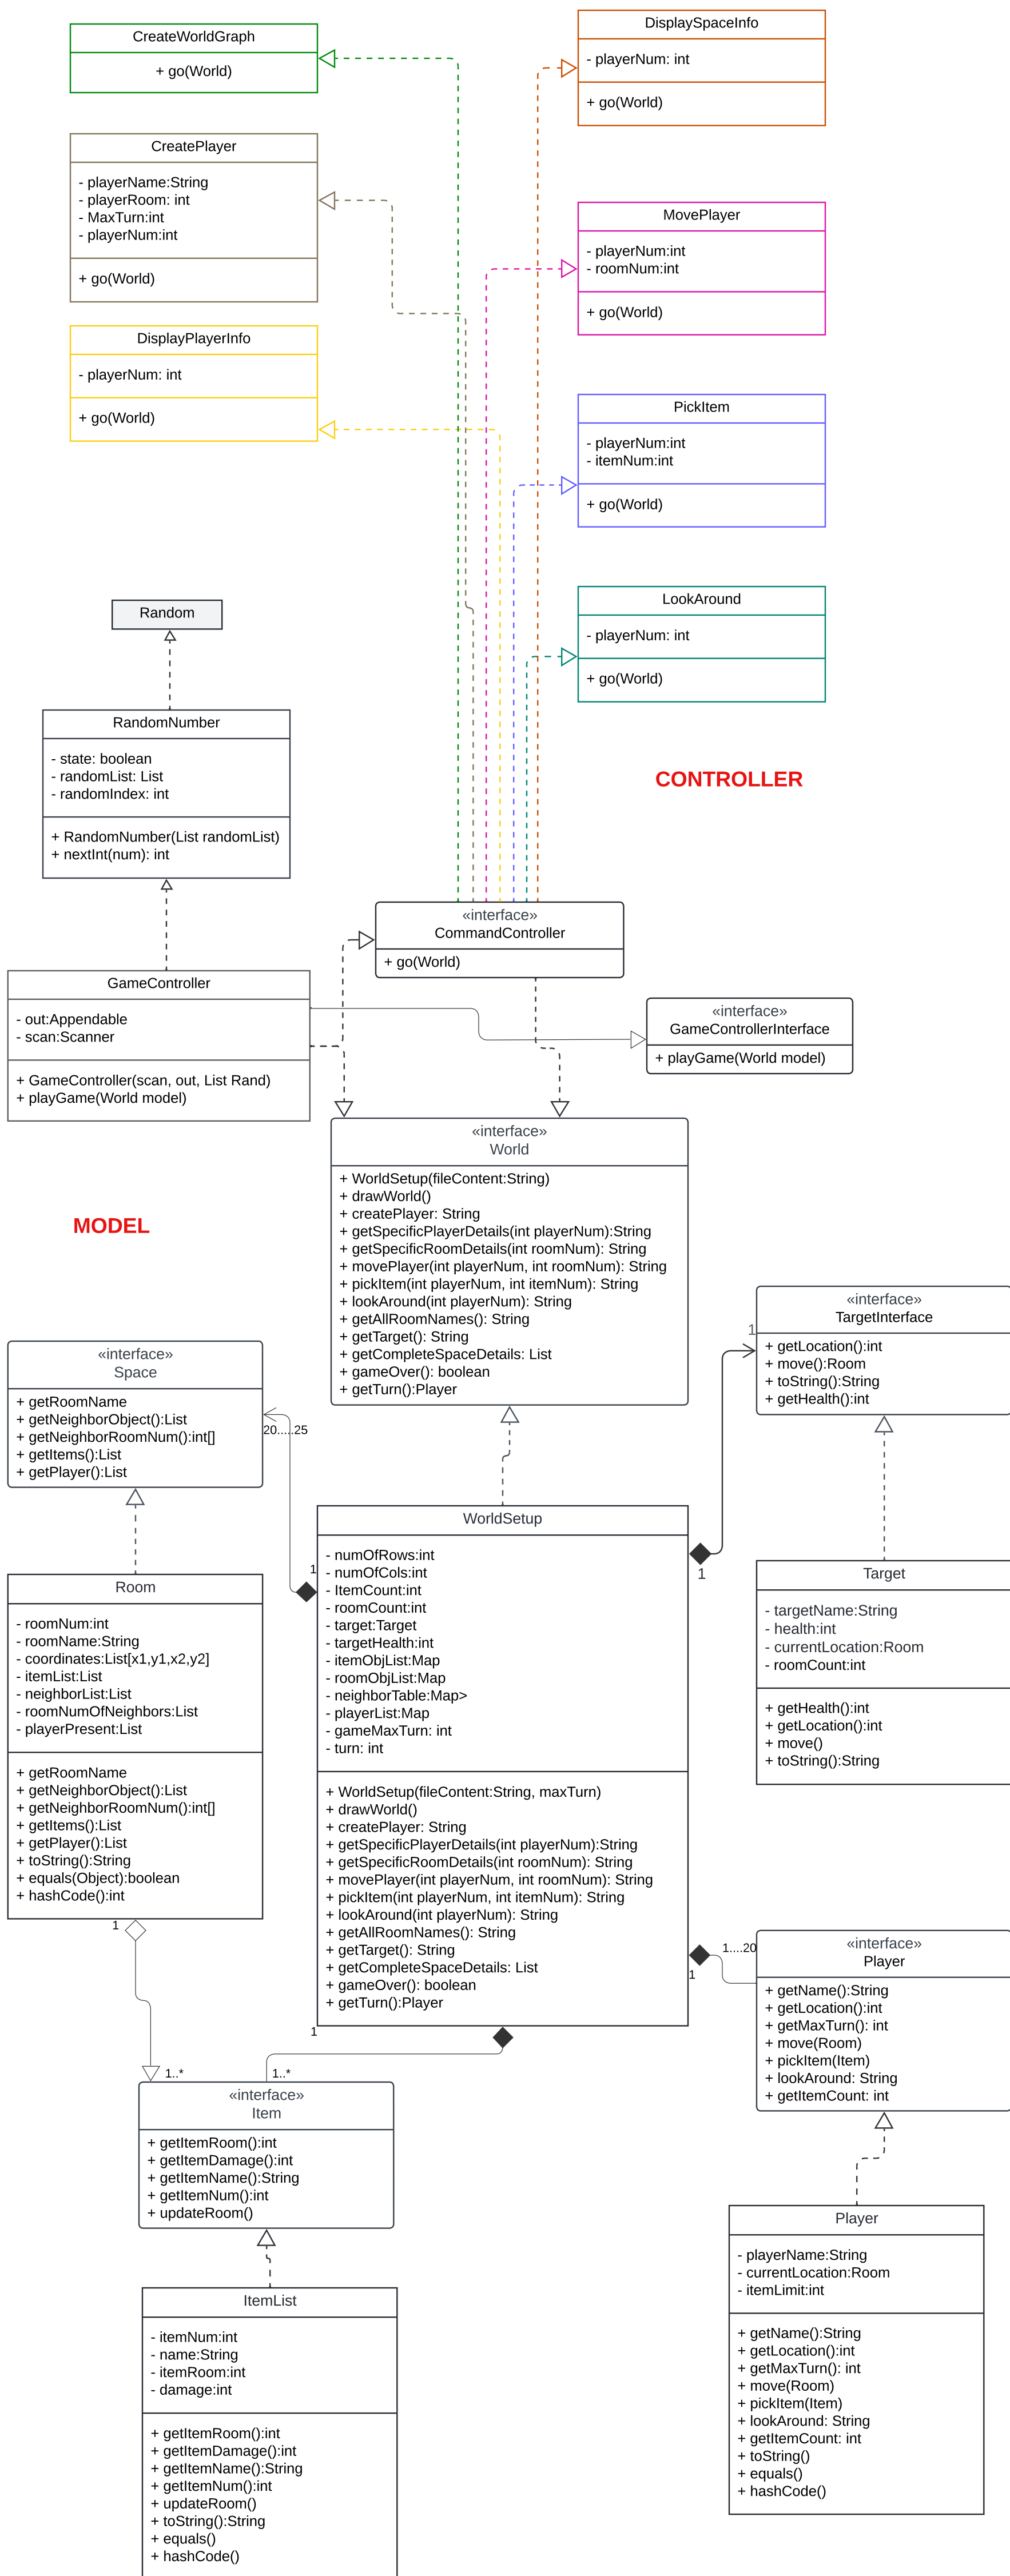 CreateWorldGraph
+ go(World)
DisplaySpaceInfo
- playerNum: int
+ go(World)
CreatePlayer
- playerName:String
- playerRoom: int
- MaxTurn:int
- playerNum:int
+ go(World)
MovePlayer
- playerNum:int
- roomNum:int
+ go(World)
DisplayPlayerInfo
- playerNum: int
+ go(World)
PickItem
- playerNum:int
- itemNum:int
+ go(World)
LookAround
- playerNum: int
+ go(World)
Random
RandomNumber
- state: boolean
- randomList: List
- randomIndex: int
+ RandomNumber(List randomList)
+ nextInt(num): int
CONTROLLER
«interface»
CommandController
+ go(World)
GameController
- out:Appendable
- scan:Scanner
+ GameController(scan, out, List Rand)
+ playGame(World model)
«interface»
GameControllerInterface
+ playGame(World model)
«interface»
World
+ WorldSetup(fileContent:String)
+ drawWorld()
+ createPlayer: String
+ getSpecificPlayerDetails(int playerNum):String
+ getSpecificRoomDetails(int roomNum): String
+ movePlayer(int playerNum, int roomNum): String
+ pickItem(int playerNum, int itemNum): String
+ lookAround(int playerNum): String
+ getAllRoomNames(): String
+ getTarget(): String
+ getCompleteSpaceDetails: List
+ gameOver(): boolean
+ getTurn():Player
MODEL
«interface»
TargetInterface
+ getLocation():int
+ move():Room
+ toString():String
+ getHealth():int
1
«interface»
Space
+ getRoomName
+ getNeighborObject():List
+ getNeighborRoomNum():int[]
+ getItems():List
+ getPlayer():List
20.....25
1
1
WorldSetup
- numOfRows:int
- numOfCols:int
- ItemCount:int
- roomCount:int
- target:Target
- targetHealth:int
- itemObjList:Map
- roomObjList:Map
- neighborTable:Map>
- playerList:Map
- gameMaxTurn: int
- turn: int
+ WorldSetup(fileContent:String, maxTurn)
+ drawWorld()
+ createPlayer: String
+ getSpecificPlayerDetails(int playerNum):String
+ getSpecificRoomDetails(int roomNum): String
+ movePlayer(int playerNum, int roomNum): String
+ pickItem(int playerNum, int itemNum): String
+ lookAround(int playerNum): String
+ getAllRoomNames(): String
+ getTarget(): String
+ getCompleteSpaceDetails: List
+ gameOver(): boolean
+ getTurn():Player
Room
- roomNum:int
- roomName:String
- coordinates:List[x1,y1,x2,y2]
- itemList:List
- neighborList:List
- roomNumOfNeighbors:List
- playerPresent:List
+ getRoomName
+ getNeighborObject():List
+ getNeighborRoomNum():int[]
+ getItems():List
+ getPlayer():List
+ toString():String
+ equals(Object):boolean
+ hashCode():int
Target
- targetName:String
- health:int
- currentLocation:Room
- roomCount:int
+ getHealth():int
+ getLocation():int
+ move()
+ toString():String
1
1....20
1
1
1..*
1..*
«interface»
Player
+ getName():String
+ getLocation():int
+ getMaxTurn(): int
+ move(Room)
+ pickItem(Item)
+ lookAround: String
+ getItemCount: int
«interface»
Item
+ getItemRoom():int
+ getItemDamage():int
+ getItemName():String
+ getItemNum():int
+ updateRoom()
Player
- playerName:String
- currentLocation:Room
- itemLimit:int
+ getName():String
+ getLocation():int
+ getMaxTurn(): int
+ move(Room)
+ pickItem(Item)
+ lookAround: String
+ getItemCount: int
+ toString()
+ equals()
+ hashCode()
ItemList
- itemNum:int
- name:String
- itemRoom:int
- damage:int
+ getItemRoom():int
+ getItemDamage():int
+ getItemName():String
+ getItemNum():int
+ updateRoom()
+ toString():String
+ equals()
+ hashCode()